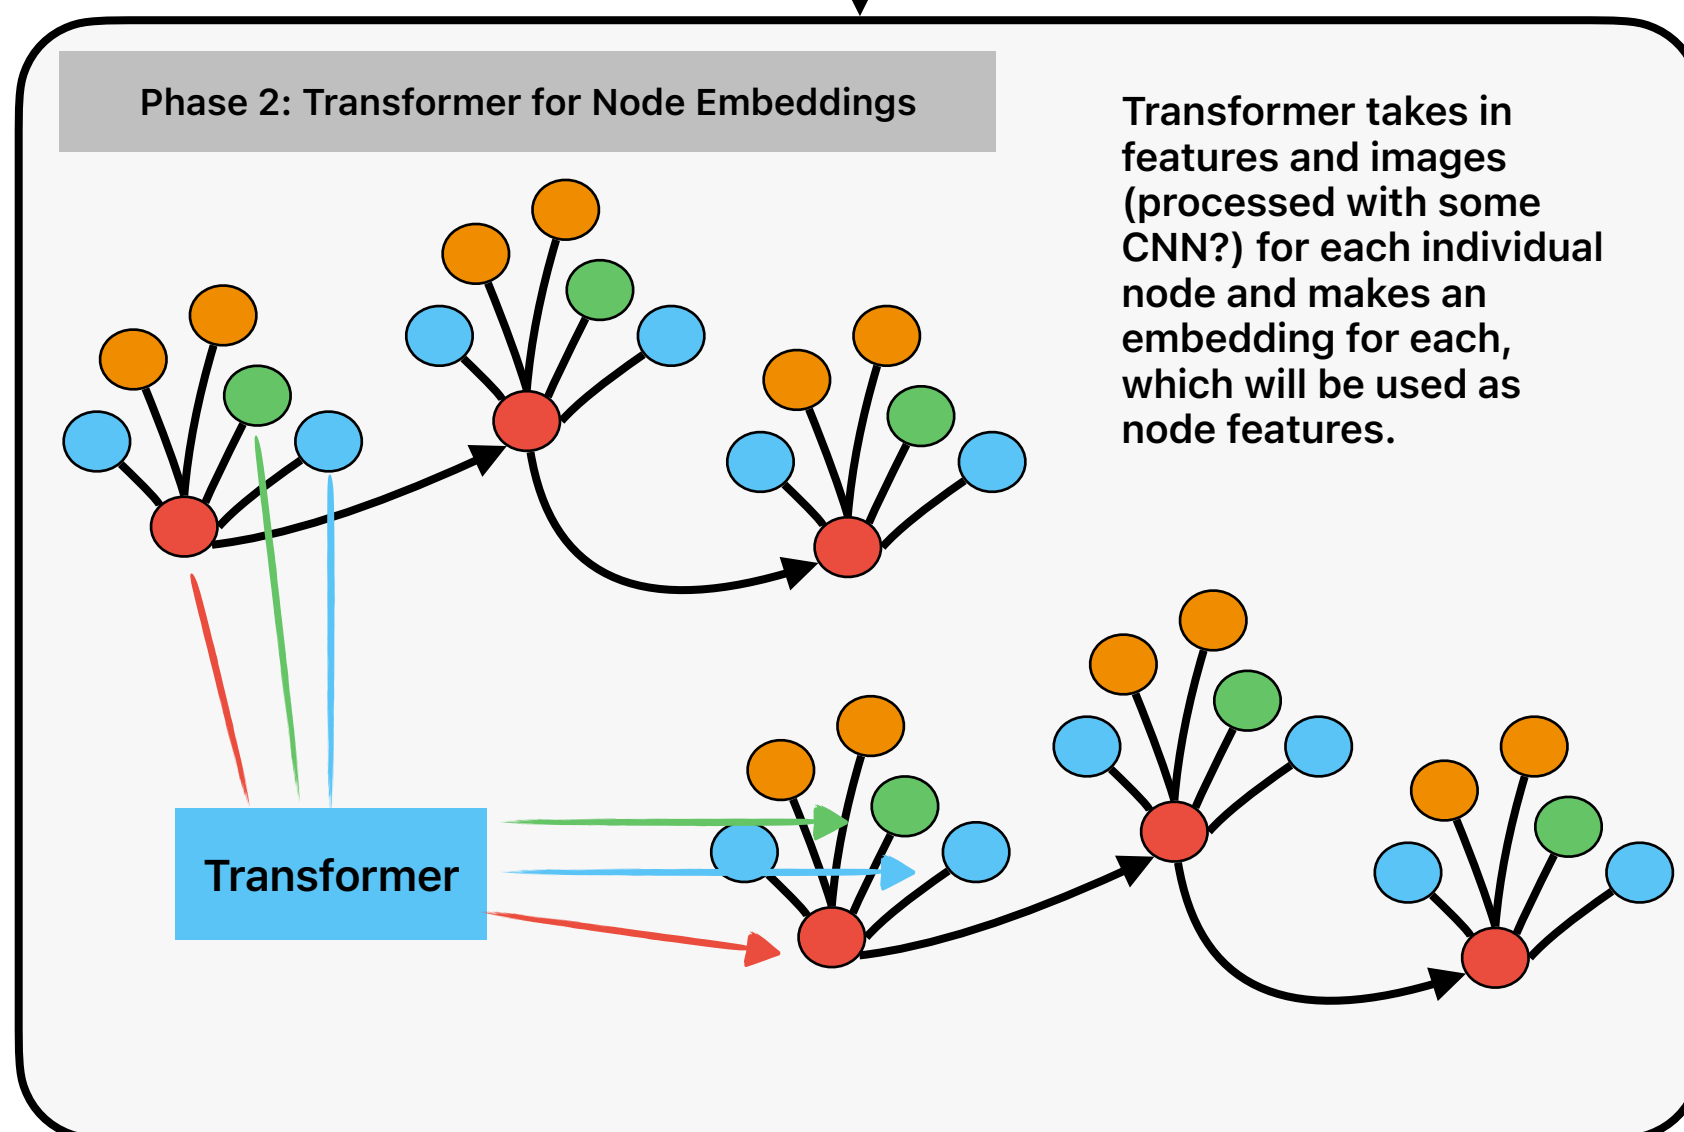 Phase 2: Transformer for Node Embeddings
Transformer takes in
features and images
(processed with some
CNN?) for each individual
node and makes an
embedding for each,
which will be used as
node features.
Transformer